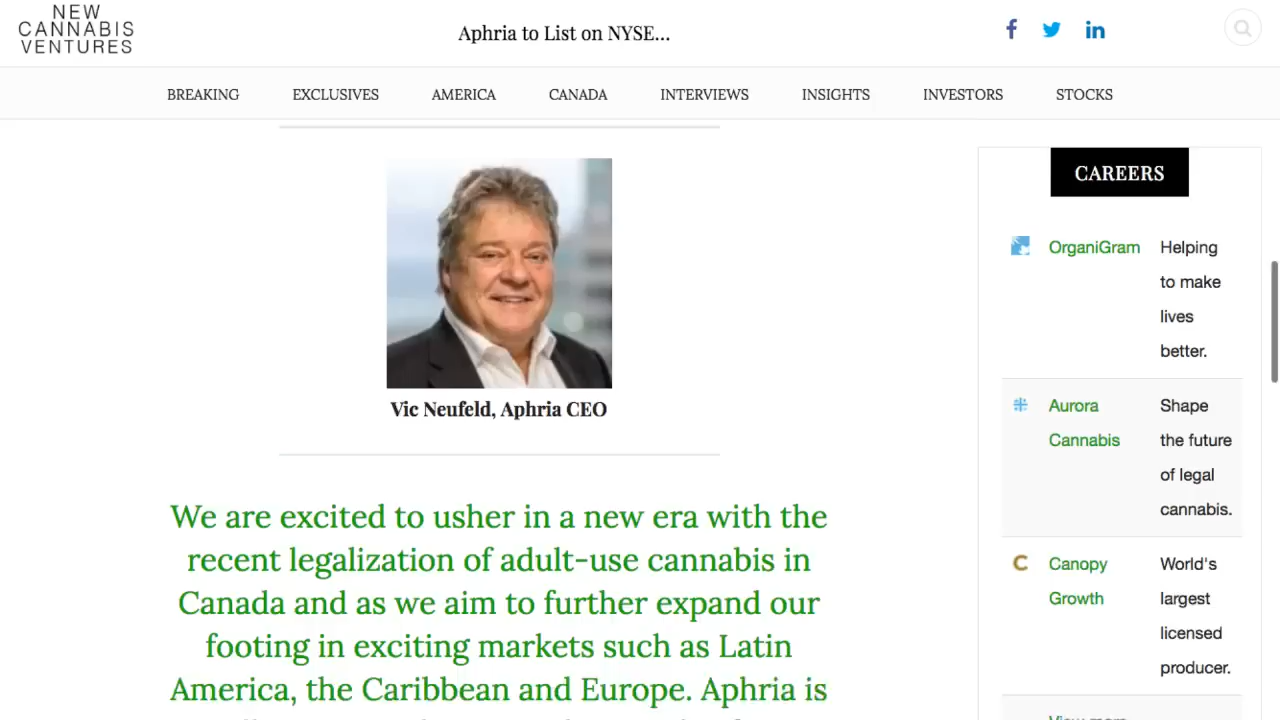 NEW
CANNABIS
VENTURES
Aphria to List on NYSE...
BREAKING
EXCLUSIVES
AMERICA
CANADA
INTERVIEWS
INSIGHTS
INVESTORS
STOCKS
Vic Neufeld, Aphria CEO
We are excited to usher in a new era with the
recent legalization of adult-use cannabis in
Canada and as we aim to further expand our
footing in exciting markets such as Latin
America, the Caribbean and Europe. Aphria is
CAREERS
OrganiGram
Helping
to make
lives
better.
Aurora
Cannabis
Shape
the future
of legal
cannabis.
Canopy
Growth
World's
largest
licensed
producer.